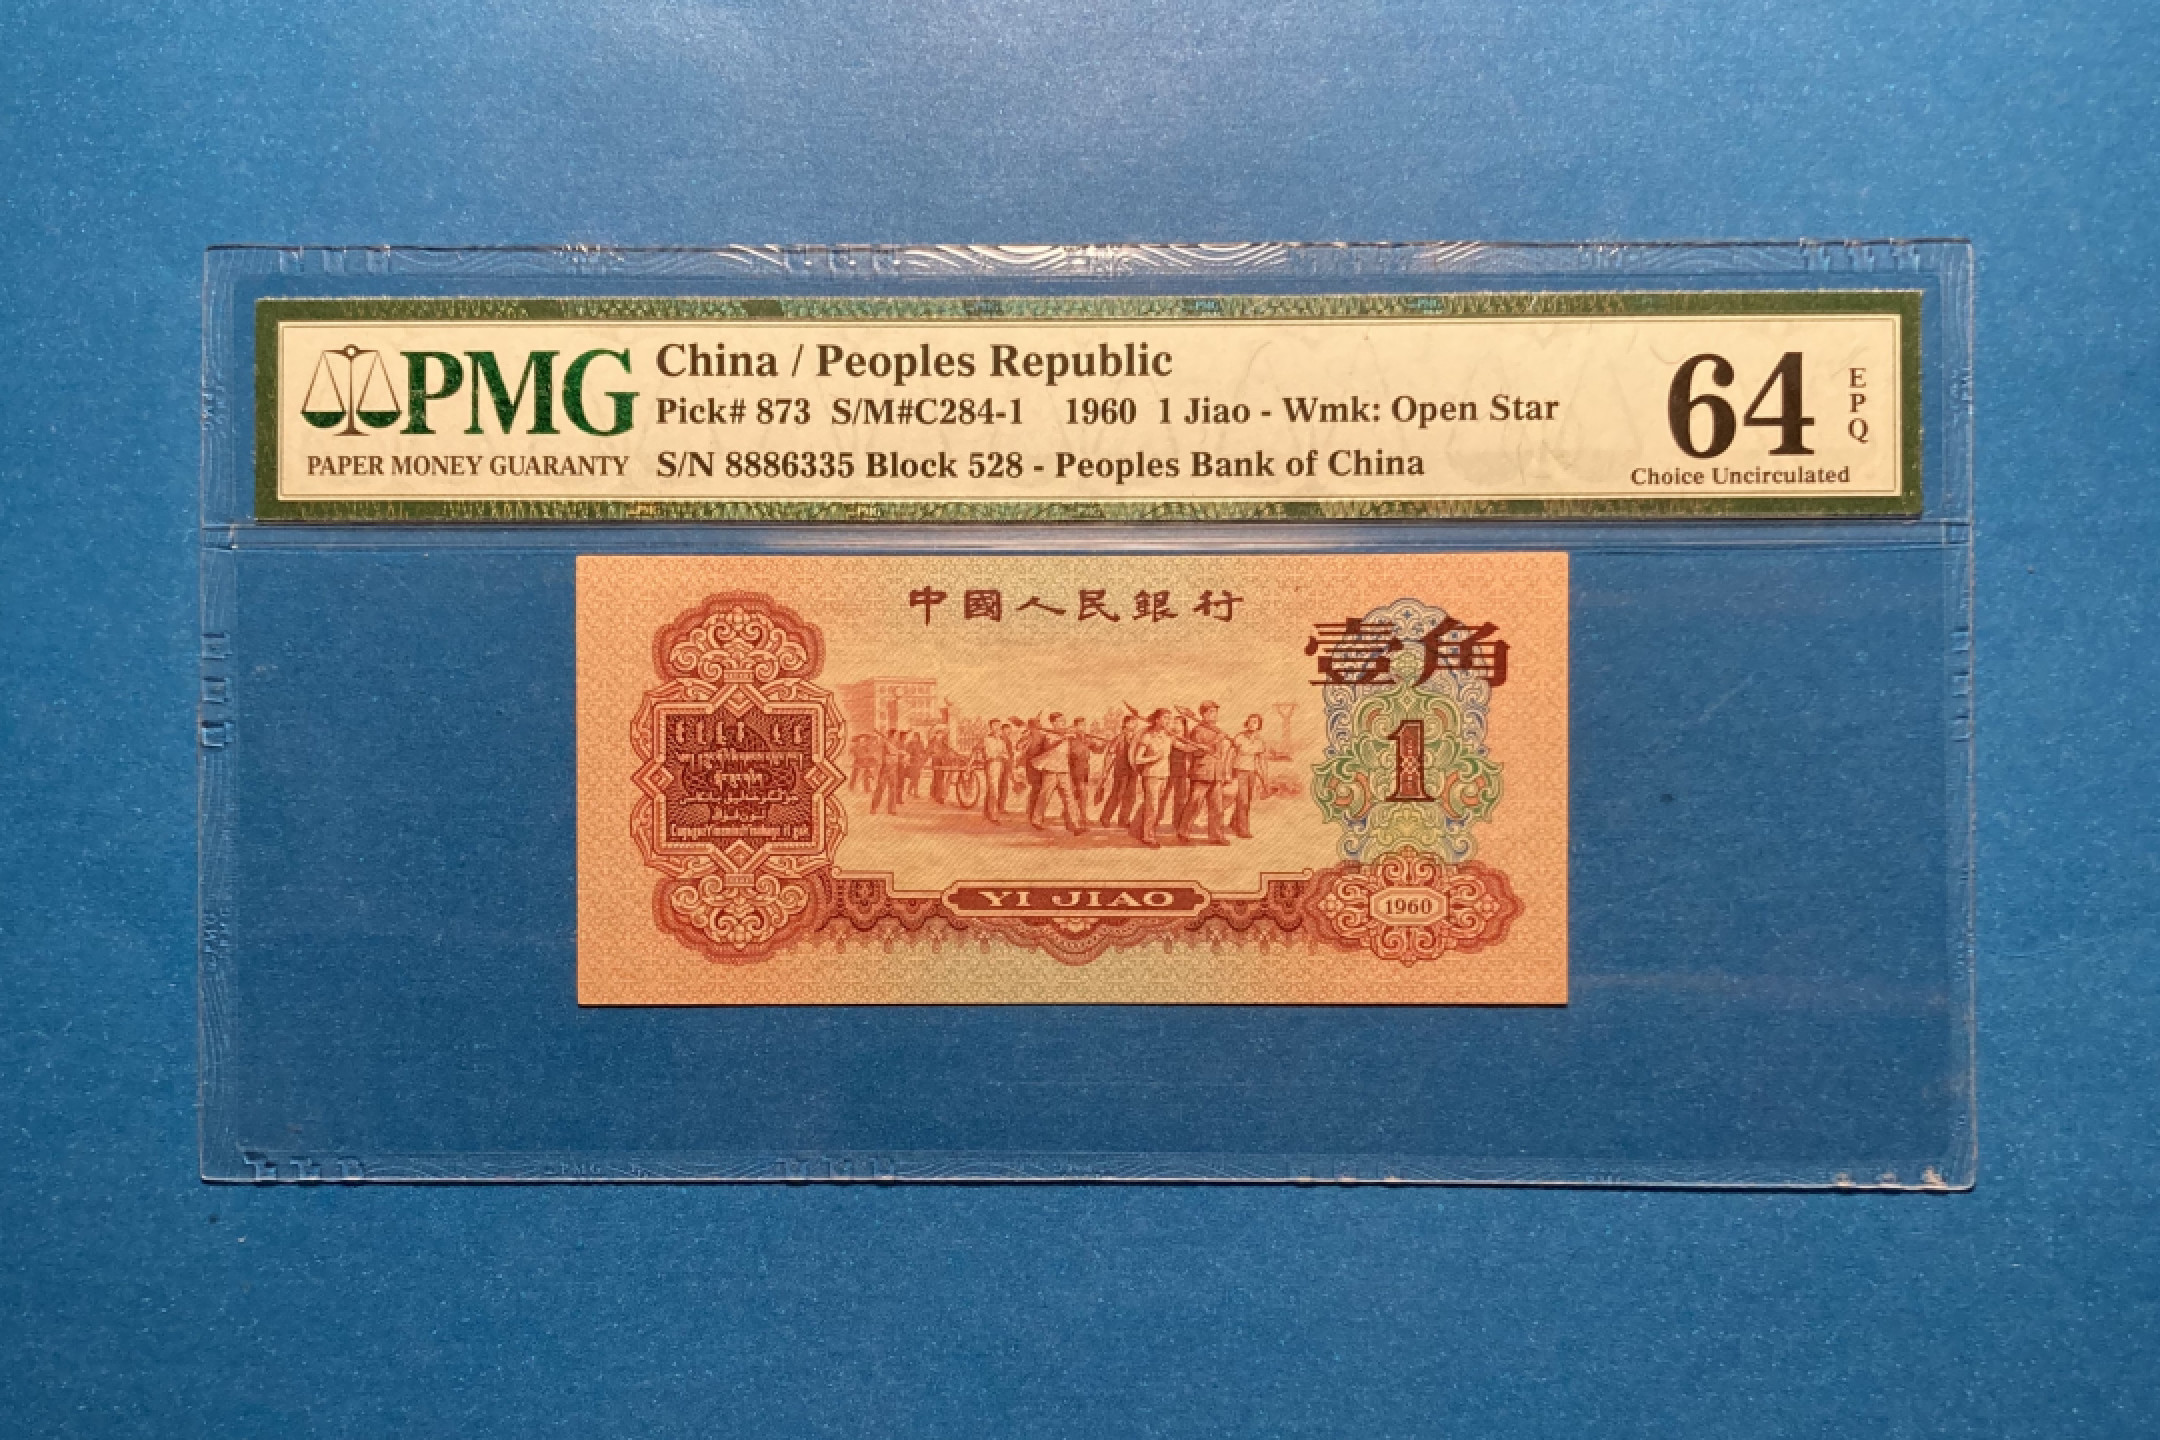 PMG
PAPER MONEY GUARANTY
China / Peoples Republic
Pick# 873 S/M#C284-1 1960 1 Jiao - Wmk: Open Star
S/N 8886335 Block 528 - Peoples Bank of China
64
EPQ
Choice Uncirculated
中國人民銀行
壹角
1
YI JIAO
1960